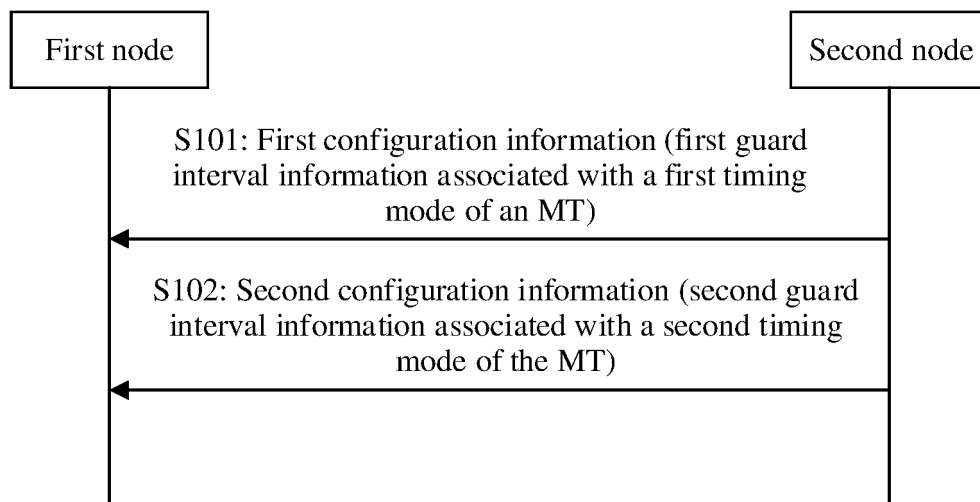 First node
Second node
S101: First configuration information (first guard
interval information associated with a first timing
mode of an MT)
S102: Second configuration information (second guard
interval information associated with a second timing
mode of the MT)